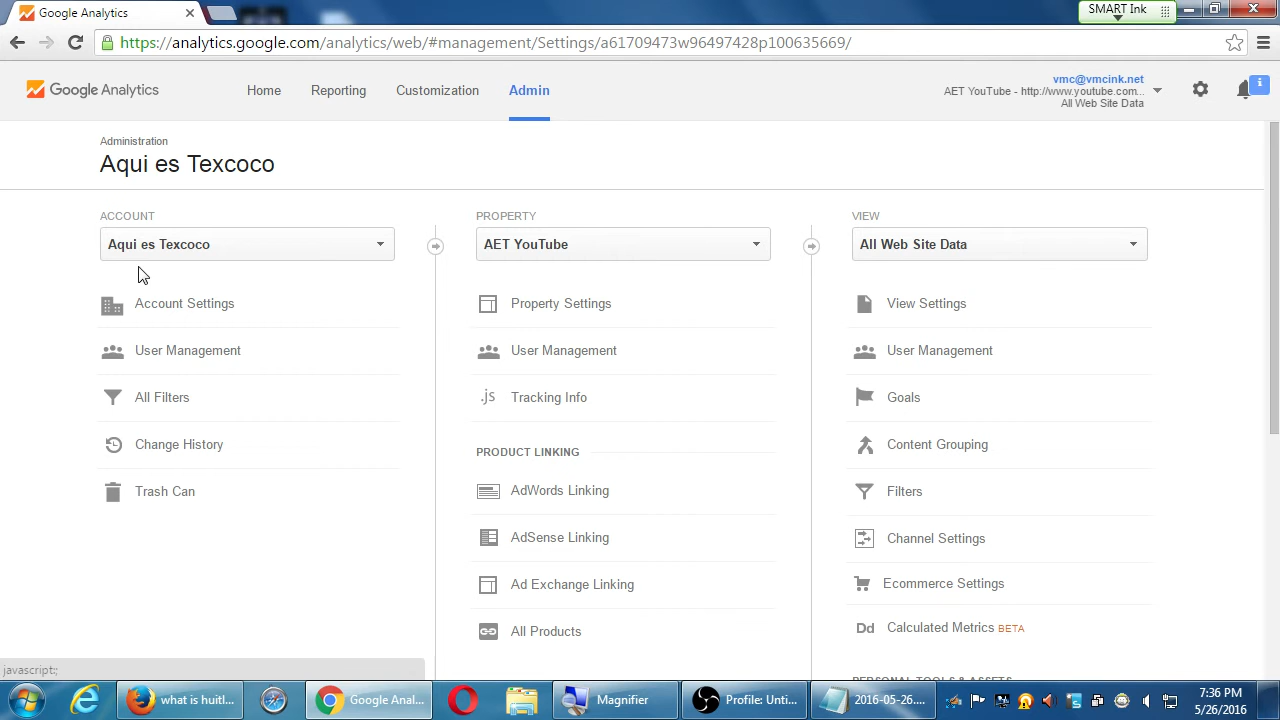 Google Analytics
SMART Ink
https://analytics.google.com/analytics/web/#management/Settings/a61709473w96497428p100635669/
Google Analytics
Home
Reporting
Customization
Admin
vmc@vmcink.net
AET YouTube - http://www.youtube.com...
All Web Site Data
Administration
Aqui es Texcoco
ACCOUNT
Aqui es Texcoco
Account Settings
User Management
All Filters
Change History
Trash Can
PROPERTY
AET YouTube
Property Settings
User Management
.js Tracking Info
PRODUCT LINKING
AdWords Linking
AdSense Linking
Ad Exchange Linking
All Products
VIEW
All Web Site Data
View Settings
User Management
Goals
Content Grouping
Filters
Channel Settings
Ecommerce Settings
Dd Calculated Metrics BETA
PERSONAL TOOLS & ASSETS
javascript:;
what is huitl...
Google Anal...
Magnifier
Profile: Unti...
2016-05-26....
7:36 PM
5/26/2016